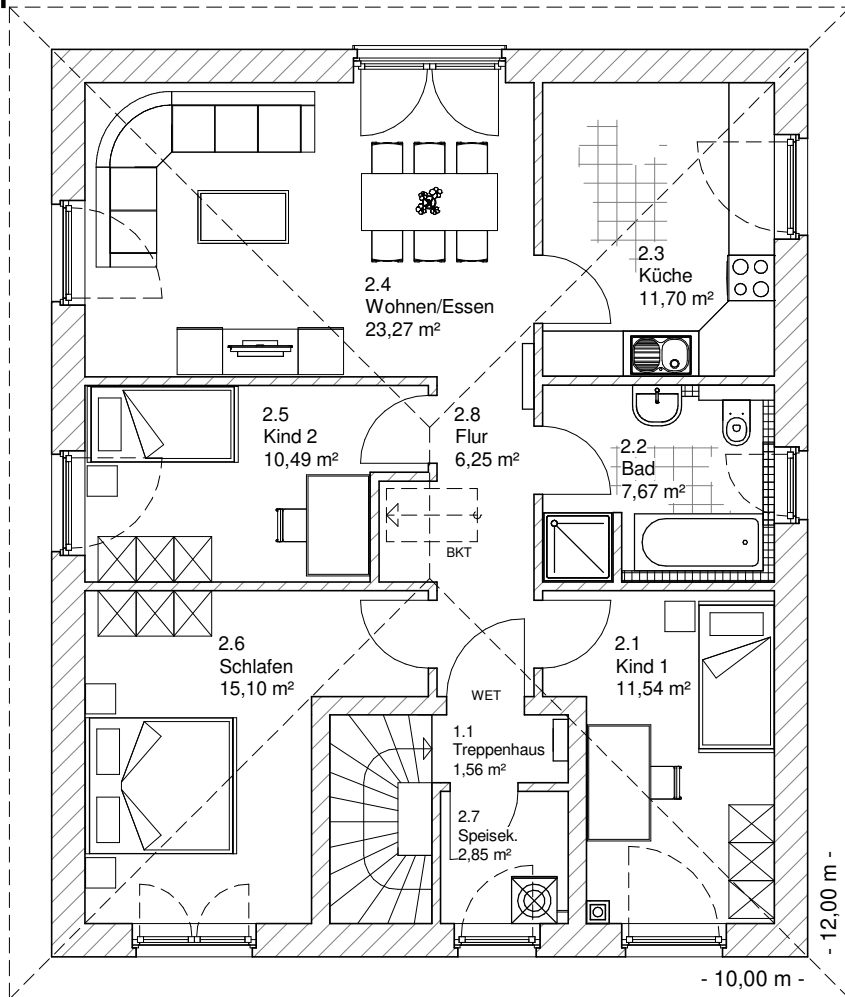 2.3
Küche
11,70 m²
2.4
Wohnen/Essen
23,27 m²
2.5
Kind 2
10,49 m²
2.8
Flur
6,25 m²
2.2
Bad
7,67 m²
BKT
2.6
Schlafen
15,10 m²
2.1
Kind 1
11,54 m²
WET
1.1
Treppenhaus
1,56 m²
2.7
Speisek.
2,85 m²
- 12,00 m -
- 10,00 m -